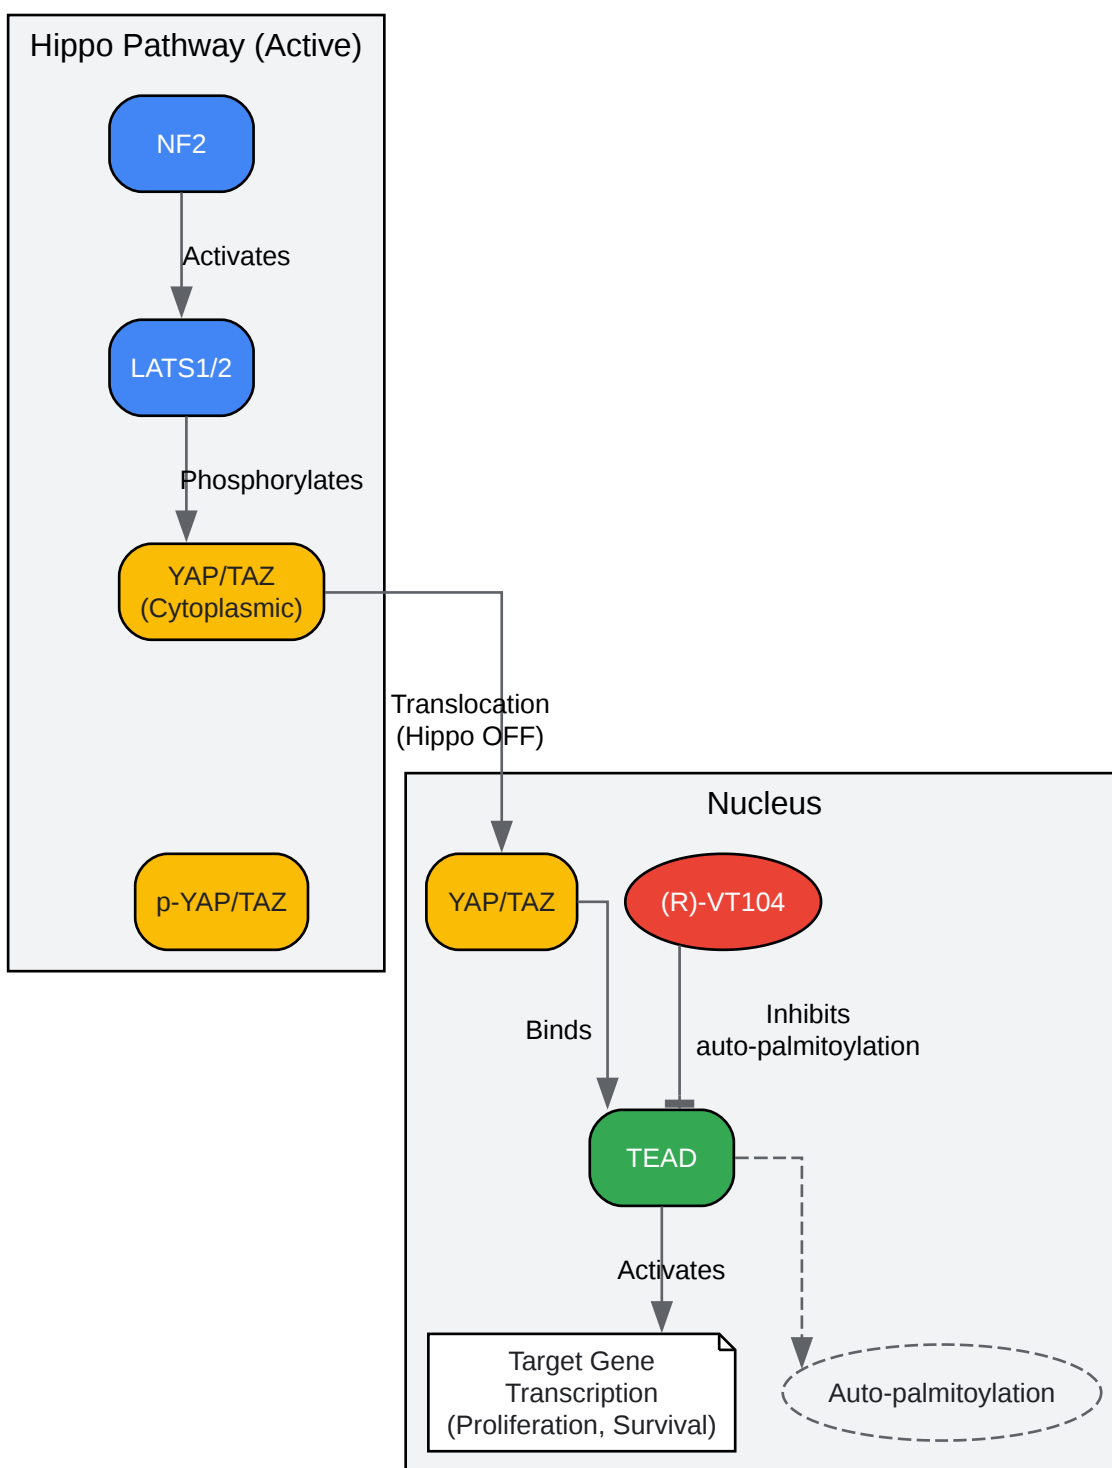 Hippo Pathway (Active)
NF2
Activates
LATS1/2
Phosphorylates
YAP/TAZ
(Cytoplasmic)
Translocation
(Hippo OFF)
p-YAP/TAZ
Nucleus
YAP/TAZ
(R)-VT104
Binds
Inhibits
auto-palmitoylation
TEAD
Activates
Target Gene
Transcription
(Proliferation, Survival)
Auto-palmitoylation